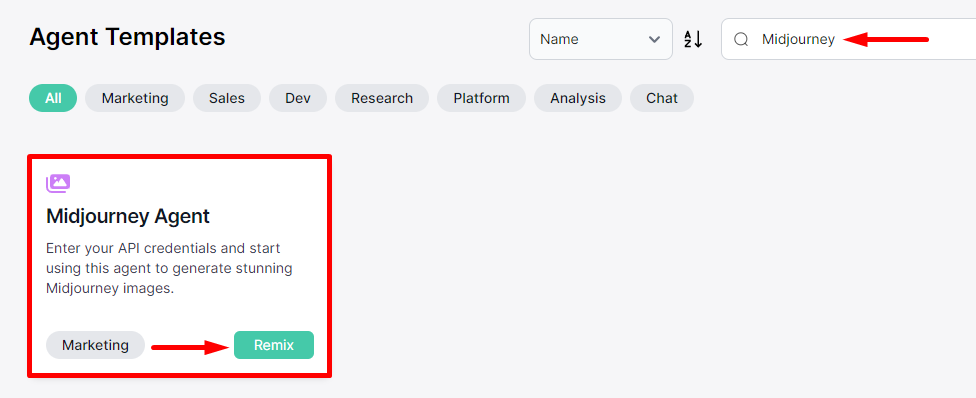 Agent Templates
Name
A
Z
Midjourney
All
Marketing
Sales
Dev
Research
Platform
Analysis
Chat
Midjourney Agent
Enter your API credentials and start
using this agent to generate stunning
Midjourney images.
Marketing
Remix